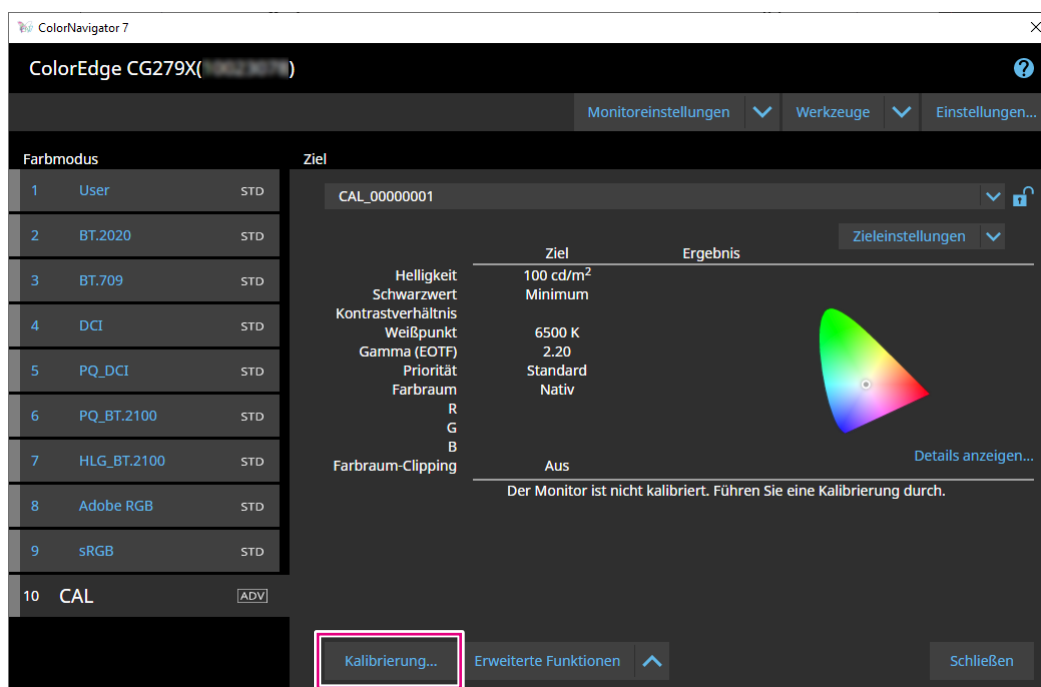 ColorNavigator 7
ColorEdge CG279X( )
Monitoreinstellungen Werkzeuge Einstellungen...
Farbmodus
1 User STD
2 BT.2020 STD
3 BT.709 STD
4 DCI STD
5 PQ_DCI STD
6 PQ_BT.2100 STD
7 HLG_BT.2100 STD
8 Adobe RGB STD
9 sRGB STD
10 CAL ADV
Ziel
CAL_00000001
Zieleinstellungen
Ziel Ergebnis
Helligkeit 100 cd/m²
Schwarzwert Minimum
Kontrastverhältnis
Weißpunkt 6500 K
Gamma (EOTF) 2.20
Priorität Standard
Farbraum Nativ
R
G
B
Farbraum-Clipping Aus
Details anzeigen...
Der Monitor ist nicht kalibriert. Führen Sie eine Kalibrierung durch.
Kalibrierung... Erweiterte Funktionen Schließen